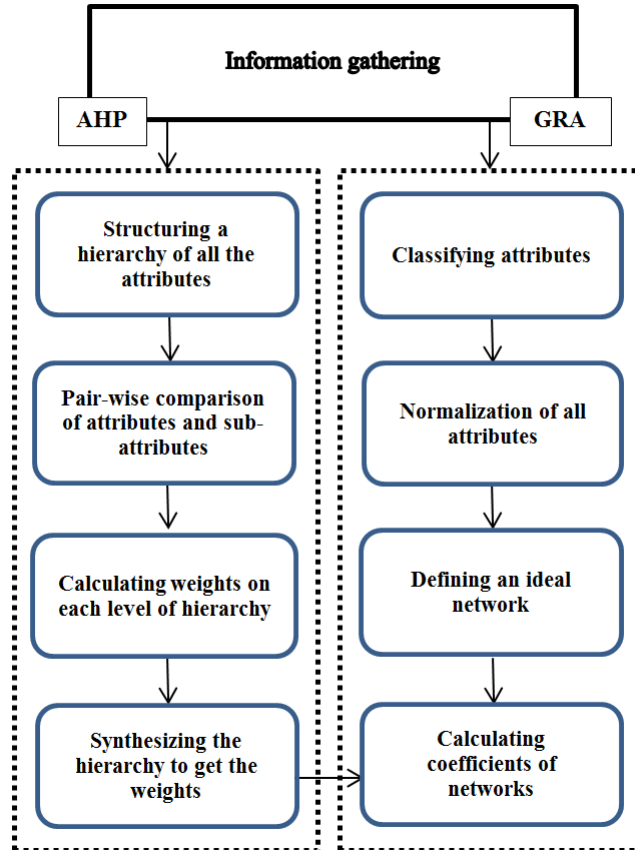 Information gathering
AHP
GRA
Structuring a
hierarchy of all the
attributes
Pair-wise comparison
of attributes and sub-
attributes
Calculating weights on
each level of hierarchy
Synthesizing the
hierarchy to get the
weights
Classifying attributes
Normalization of all
attributes
Defining an ideal
network
Calculating
coefficients of
networks